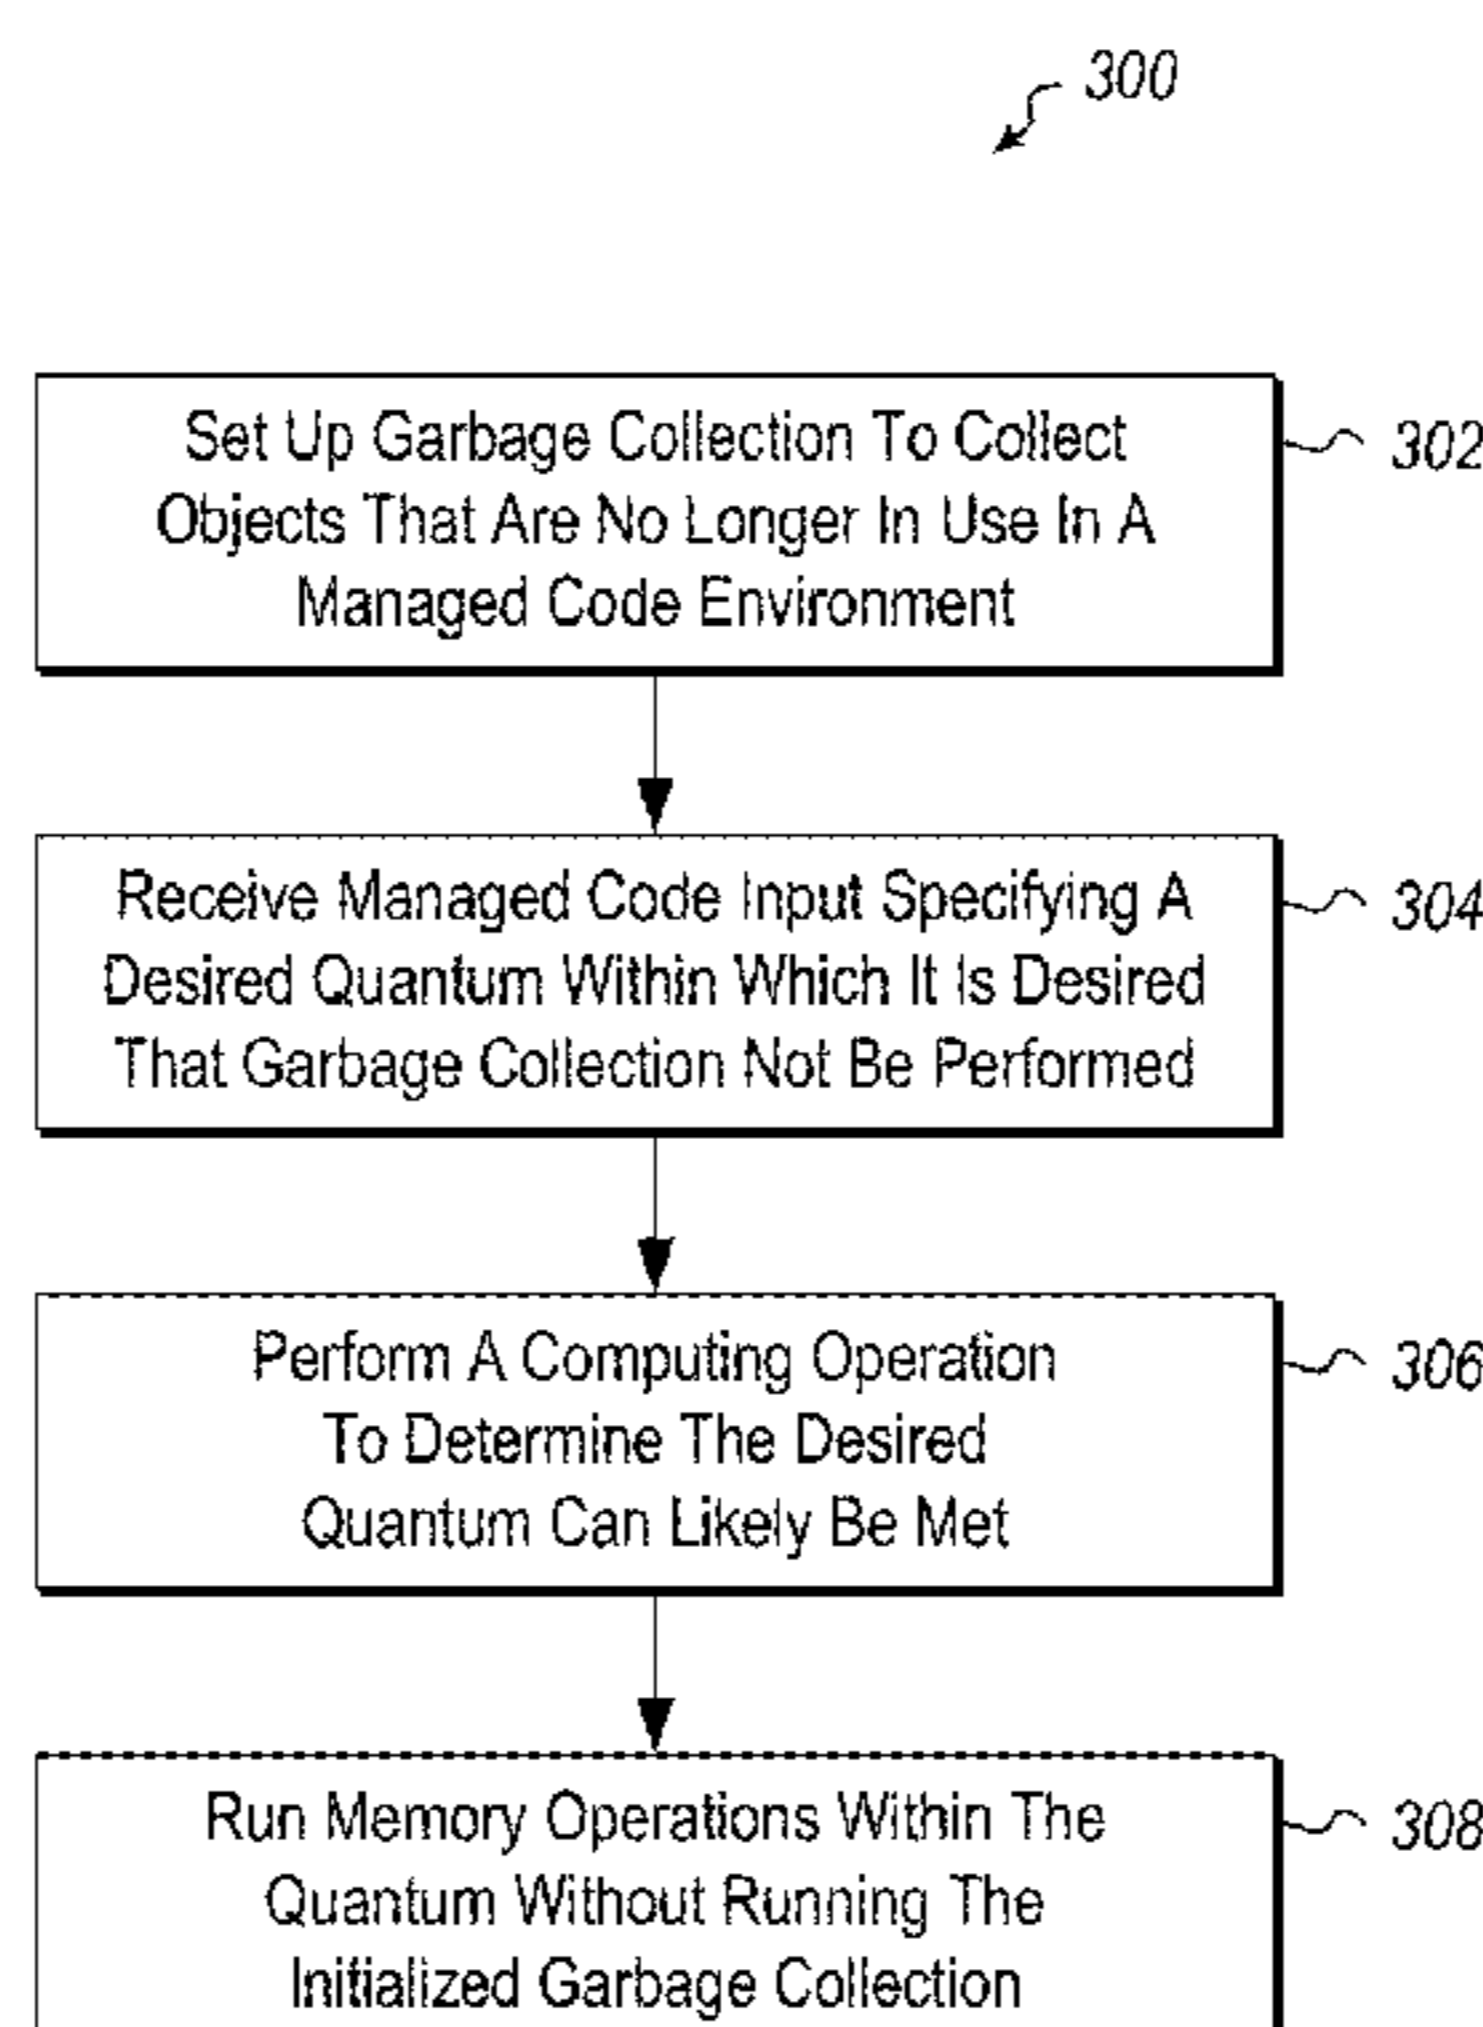 300
Set Up Garbage Collection To Collect
Objects That Are No Longer In Use In A
Managed Code Environment
302
Receive Managed Code Input Specifying A
Desired Quantum Within Which It Is Desired
That Garbage Collection Not Be Performed
304
Perform A Computing Operation
To Determine The Desired
Quantum Can Likely Be Met
306
Run Memory Operations Within The
Quantum Without Running The
Initialized Garbage Collection
308